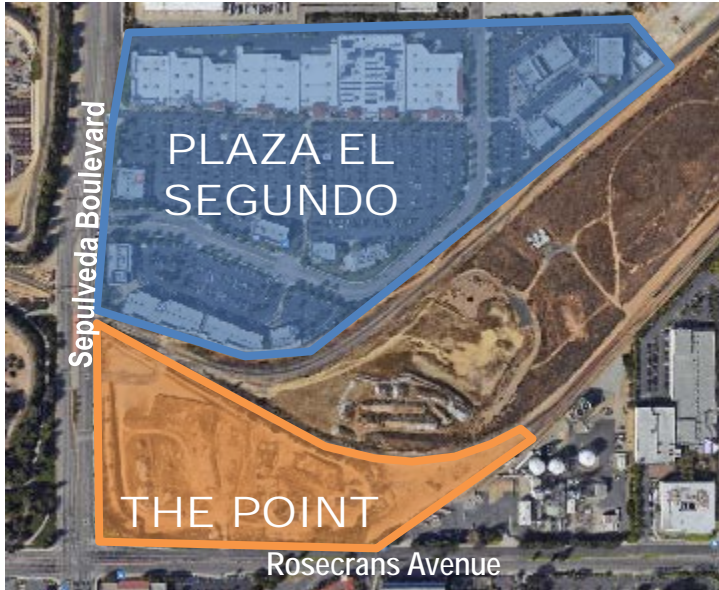 PLAZA EL
SEGUNDO
Sepulveda Boulevard
THE POINT
Rosecrans Avenue